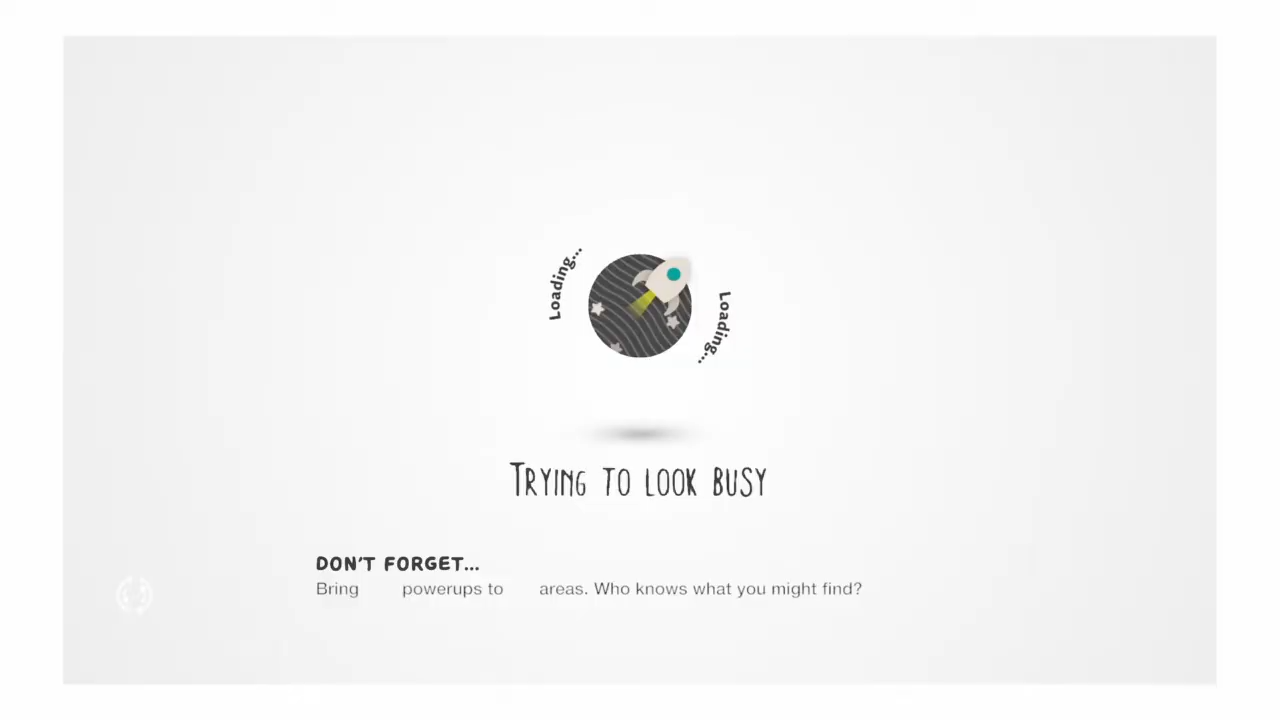 Loading...
Loading...
TRYING TO LOOK BUSY
DON'T FORGET...
Bring powerups to areas. Who knows what you might find?